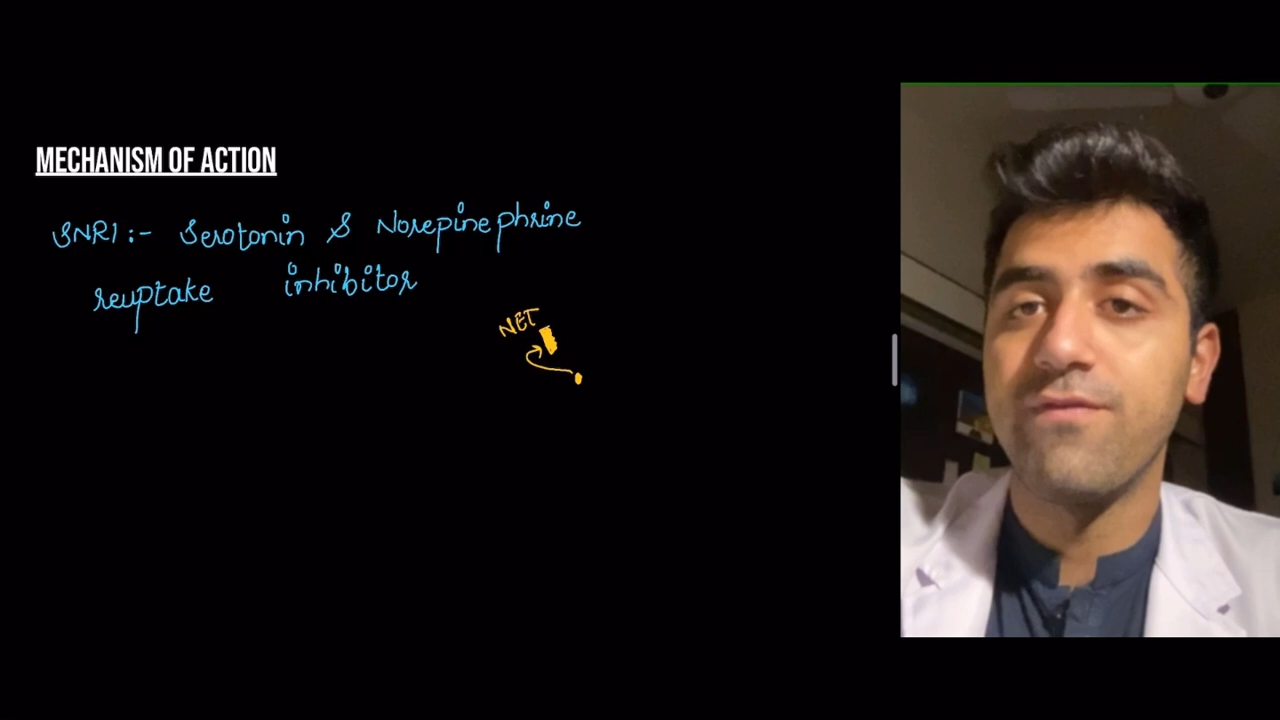 MECHANISM OF ACTION
SNRI:- Serotonin & Norepinephrine
reuptake inhibitor
NET